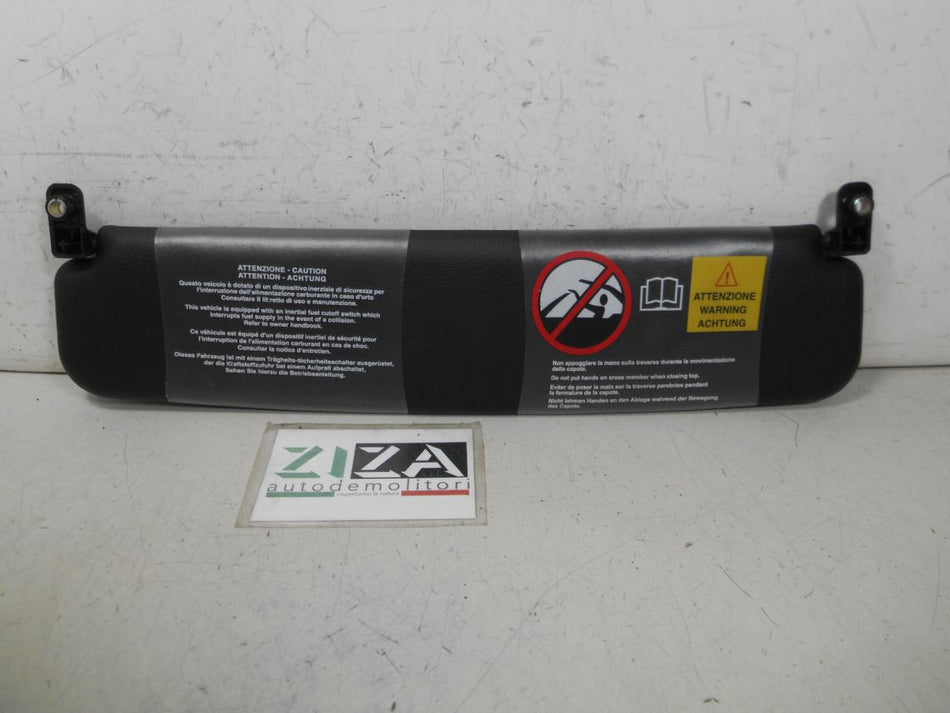 ATTENZIONE - CAUTION
ATTENTION - ACHTUNG
Questo veicolo è dotato di un dispositivo inerziale di sicurezza per
l'interruzione dell'alimentazione carburante in caso d'urto
Consultare il libretto di uso e manutenzione.
This vehicle is equipped with an inertial fuel cutoff switch which
interrupts fuel supply in the event of a collision.
Refer to owner handbook.
Ce véhicule est équipé d'un dispositif inertiel de sécurité pour
l'interruption de l'alimentation carburant en cas de choc.
Consulter la notice d'entretien.
Dieses Fahrzeug ist mit einem Trägheits-Sicherheitsschalter ausgerüstet,
der die Kraftstoffzufuhr bei einem Aufprall abschaltet,
Sehen Sie hierzu die Betriebsanleitung.
ATTENZIONE
WARNING
ACHTUNG
Non appoggiare la mano sulla traversa durante la movimentazione
della capote.
Do not put hands on cross member when closing top.
Eviter de poser la main sur la traverse parebrise pendant
la fermeture de la capote.
Nicht lehnen Handen an den Ablage wahrend der Bewegung
des Capote.
ZIZA
autodemolitori
rispettiamo la natura